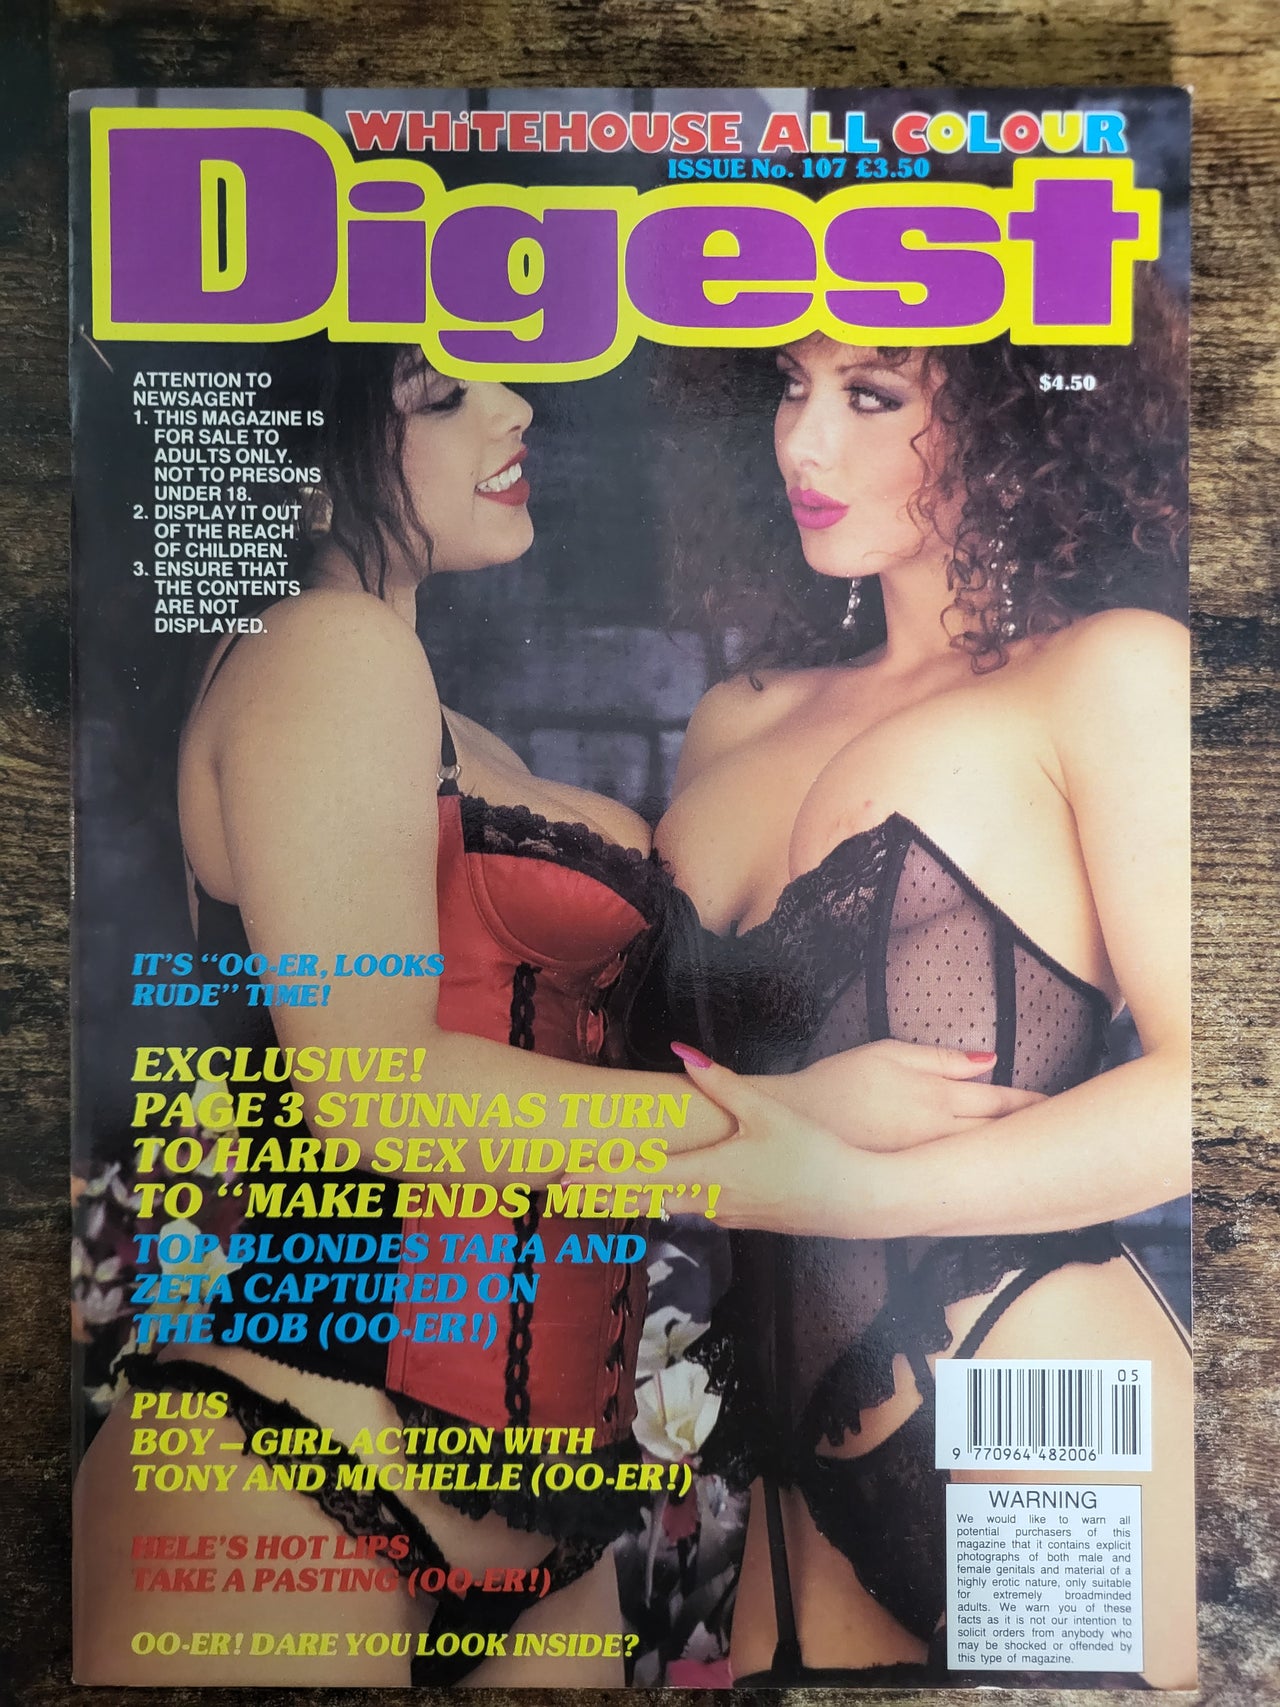 WHiTEHOUSE ALL COLOUR
ISSUE No. 107 £3.50
Digest
$4.50
ATTENTION TO
NEWSAGENT
1. THIS MAGAZINE IS
FOR SALE TO
ADULTS ONLY.
NOT TO PRESONS
UNDER 18.
2. DISPLAY IT OUT
OF THE REACH
OF CHILDREN.
3. ENSURE THAT
THE CONTENTS
ARE NOT
DISPLAYED.
IT'S "OO-ER, LOOKS
RUDE" TIME!
EXCLUSIVE!
PAGE 3 STUNNAS TURN
TO HARD SEX VIDEOS
TO "MAKE ENDS MEET"!
TOP BLONDES TARA AND
ZETA CAPTURED ON
THE JOB (OO-ER!)
PLUS
BOY – GIRL ACTION WITH
TONY AND MICHELLE (OO-ER!)
HELE'S HOT LIPS
TAKE A PASTING (OO-ER!)
OO-ER! DARE YOU LOOK INSIDE?
05
9 770964 482006
WARNING
We would like to warn all
potential purchasers of this
magazine that it contains explicit
photographs of both male and
female genitals and material of a
highly erotic nature, only suitable
for extremely broadminded
adults. We warn you of these
facts as it is not our intention to
solicit orders from anybody who
may be shocked or offended by
this type of magazine.